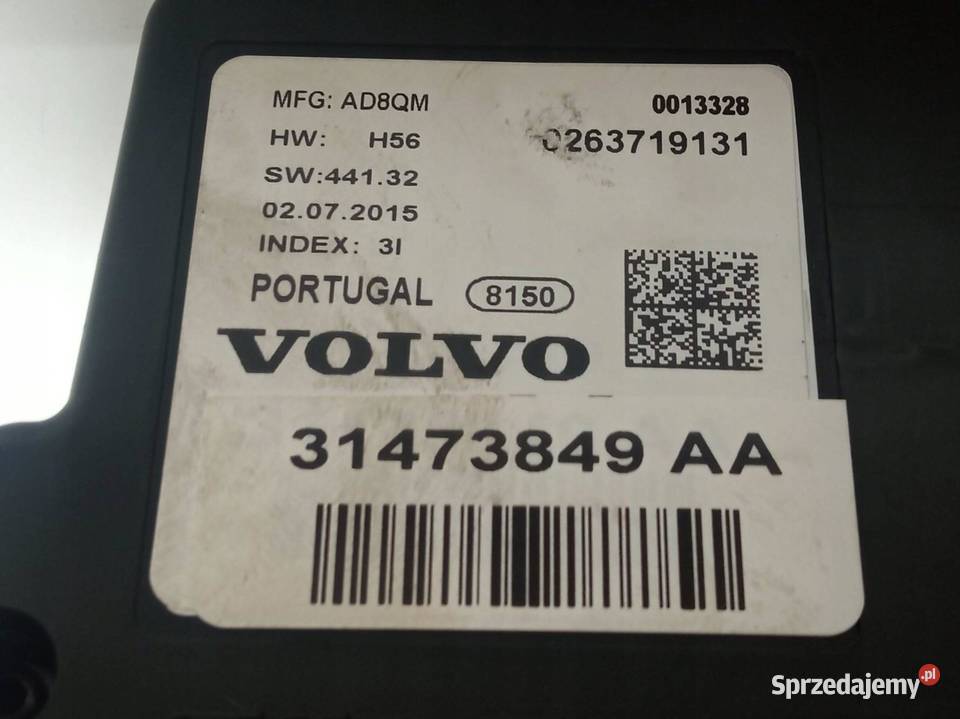 MFG: AD8QM 0013328
HW: H56 0263719131
SW:441.32
02.07.2015
INDEX: 3I
PORTUGAL 8150
VOLVO
31473849 AA
Sprzedajemy.pl